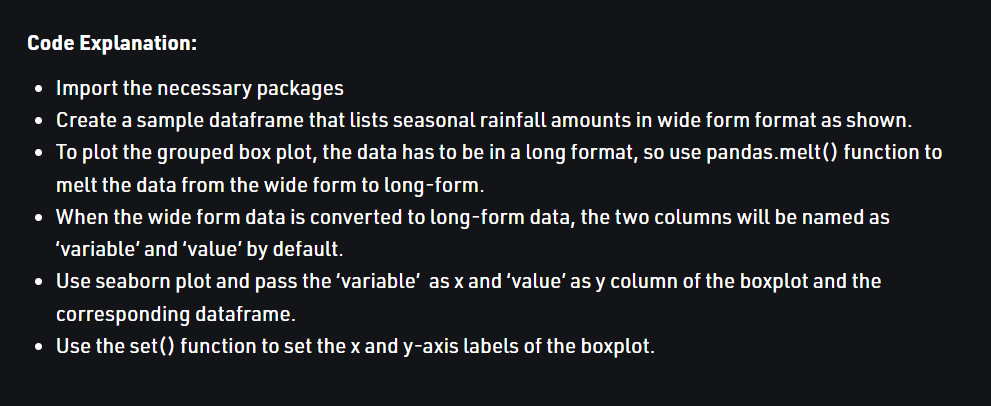 Code Explanation:
• Import the necessary packages
• Create a sample dataframe that lists seasonal rainfall amounts in wide form format as shown.
• To plot the grouped box plot, the data has to be in a long format, so use pandas.melt() function to
melt the data from the wide form to long-form.
• When the wide form data is converted to long-form data, the two columns will be named as
‘variable’ and ‘value’ by default.
• Use seaborn plot and pass the ‘variable’  as x and ‘value’ as y column of the boxplot and the
corresponding dataframe.
• Use the set() function to set the x and y-axis labels of the boxplot.